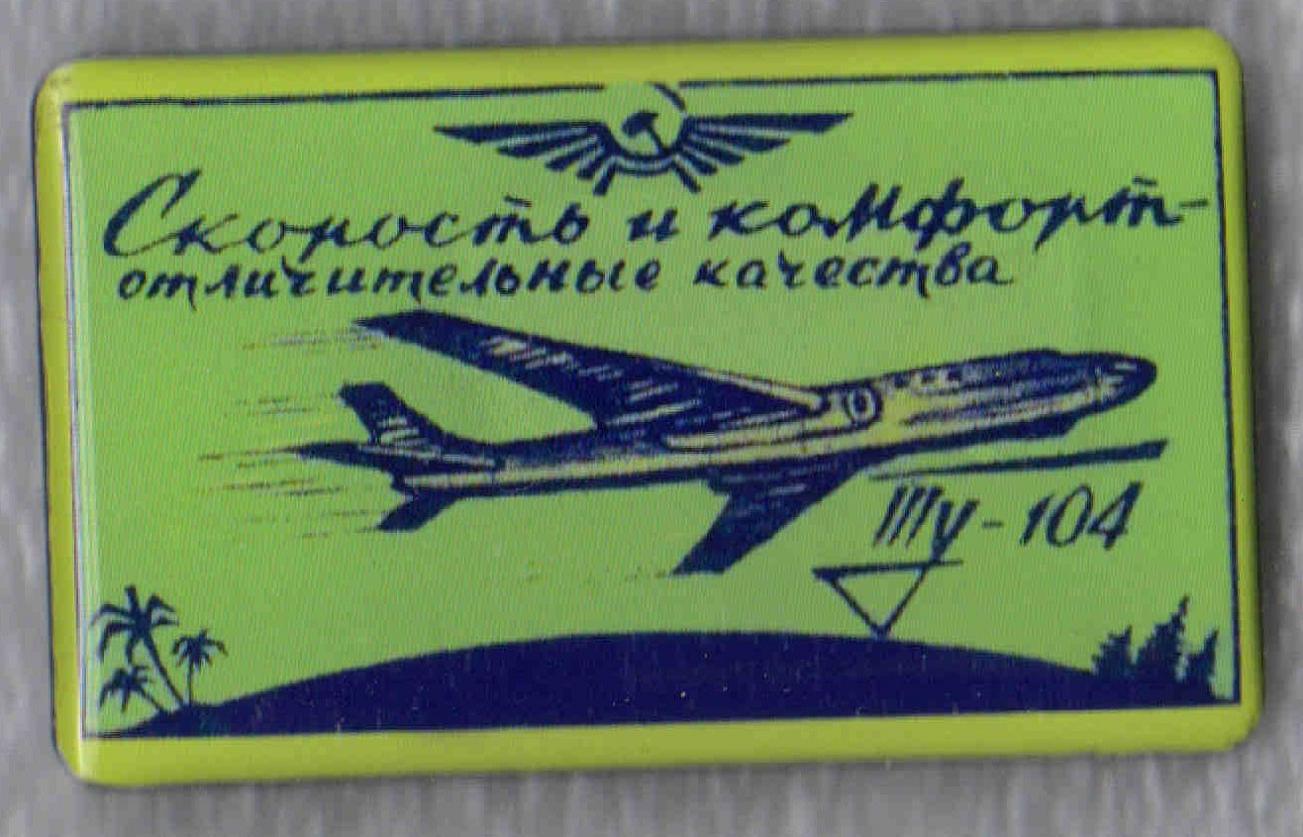 Скорость и комфорт-
отличительные качества
Ту-104